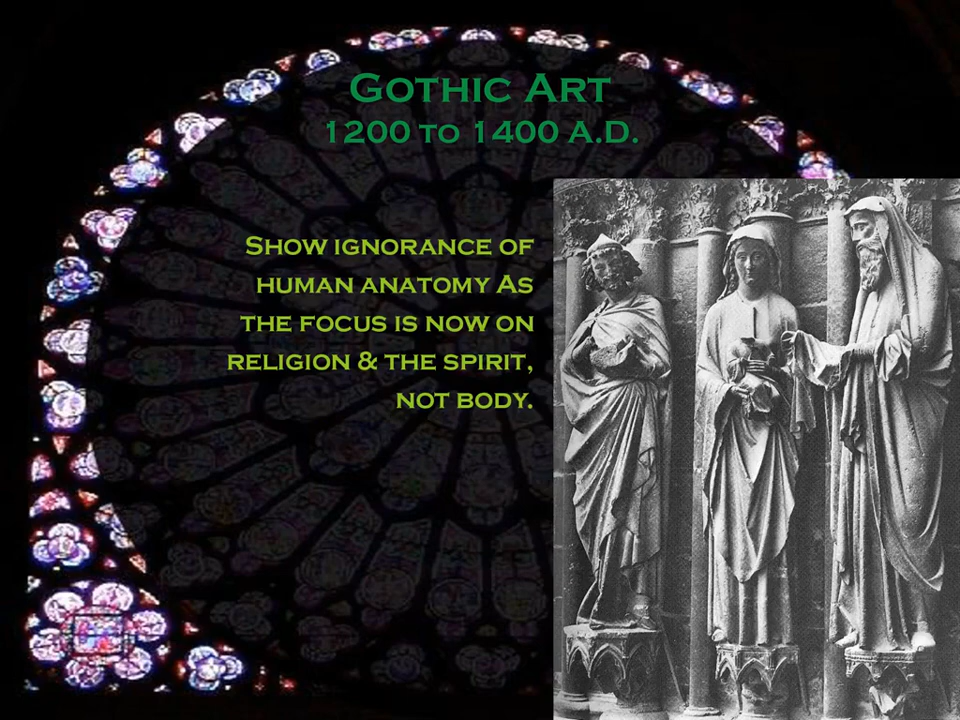 Gothic Art
1200 to 1400 A.D.
Show ignorance of
human anatomy As
the focus is now on
religion & the spirit,
not body.